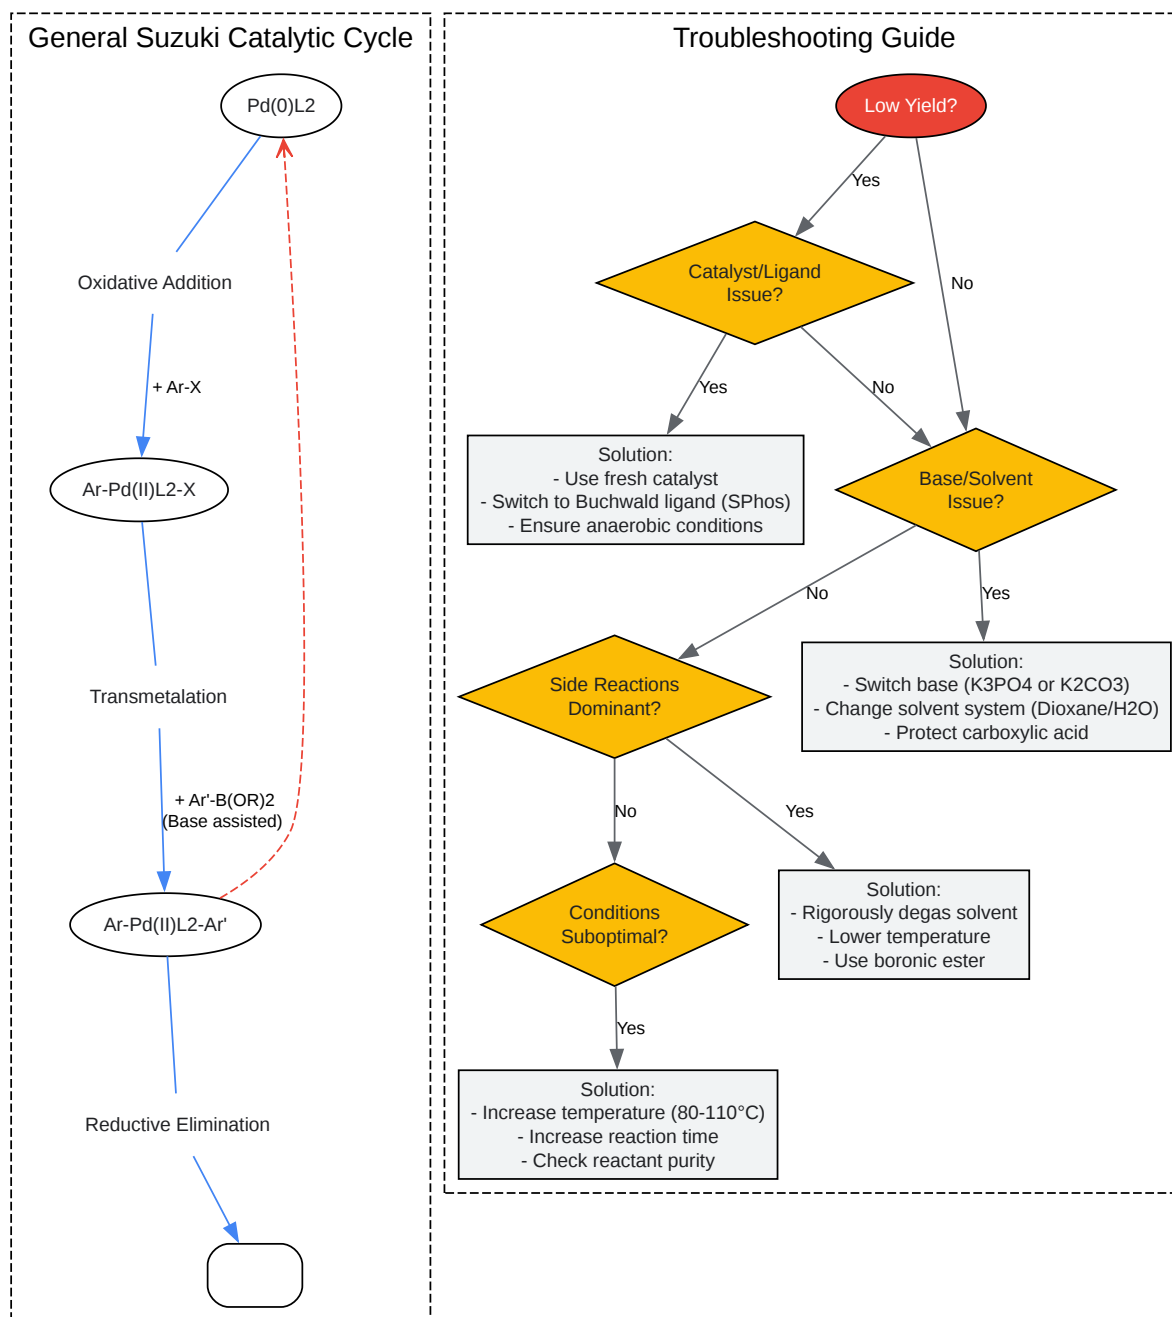 General Suzuki Catalytic Cycle
Pd(0)L2
Oxidative Addition
+ Ar-X
Ar-Pd(II)L2-X
Transmetalation
+ Ar'-B(OR)2
(Base assisted)
Ar-Pd(II)L2-Ar'
Reductive Elimination
Troubleshooting Guide
Low Yield?
Yes
No
Catalyst/Ligand
Issue?
Yes
No
Solution:
- Use fresh catalyst
- Switch to Buchwald ligand (SPhos)
- Ensure anaerobic conditions
Base/Solvent
Issue?
No
Yes
Solution:
- Switch base (K3PO4 or K2CO3)
- Change solvent system (Dioxane/H2O)
- Protect carboxylic acid
Side Reactions
Dominant?
No
Yes
Solution:
- Rigorously degas solvent
- Lower temperature
- Use boronic ester
Conditions
Suboptimal?
Yes
Solution:
- Increase temperature (80-110°C)
- Increase reaction time
- Check reactant purity